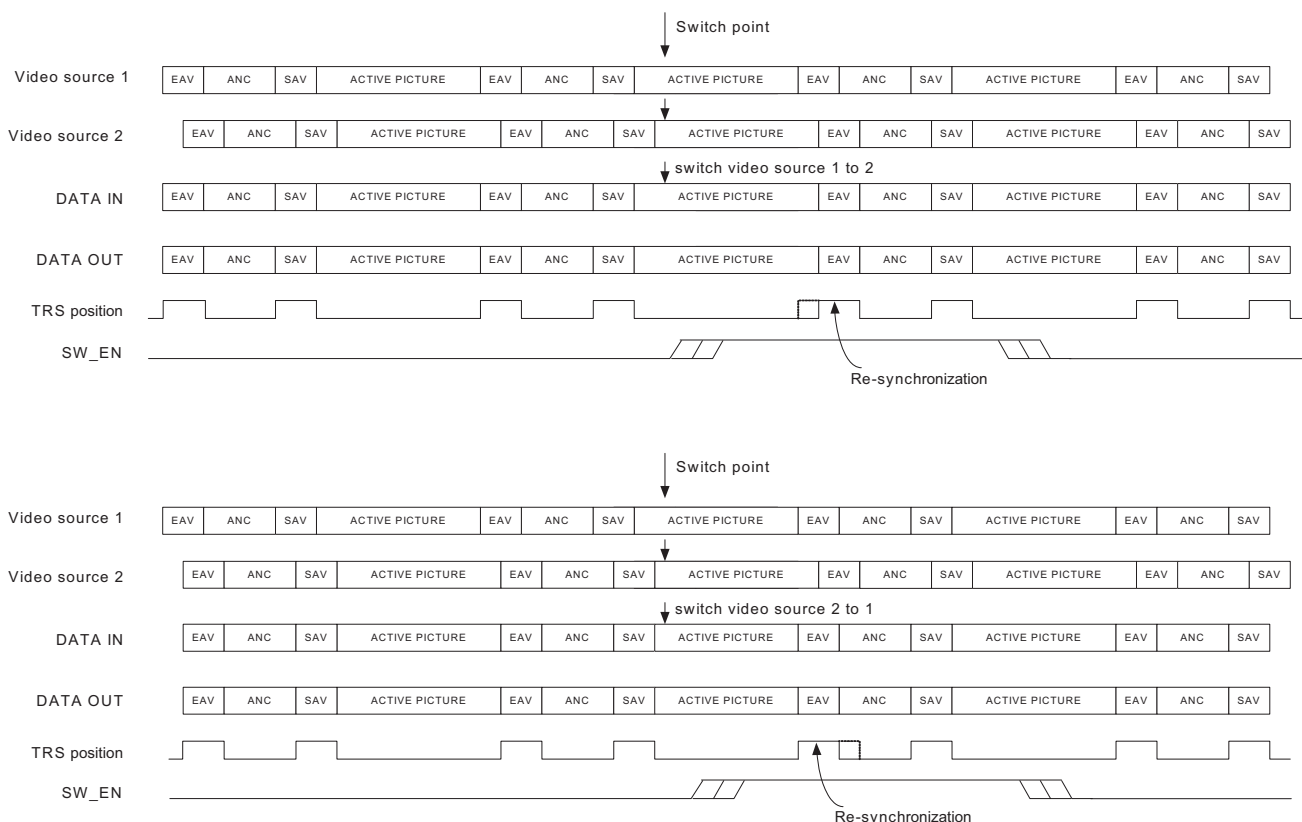 Switch point
Video source 1 EAV ANC SAV ACTIVE PICTURE EAV ANC SAV ACTIVE PICTURE EAV ANC SAV ACTIVE PICTURE EAV ANC SAV
Video source 2 EAV ANC SAV ACTIVE PICTURE EAV ANC SAV ACTIVE PICTURE EAV ANC SAV ACTIVE PICTURE EAV ANC SAV
switch video source 1 to 2
DATA IN EAV ANC SAV ACTIVE PICTURE EAV ANC SAV ACTIVE PICTURE EAV ANC SAV ACTIVE PICTURE EAV ANC SAV
DATA OUT EAV ANC SAV ACTIVE PICTURE EAV ANC SAV ACTIVE PICTURE EAV ANC SAV ACTIVE PICTURE EAV ANC SAV
TRS position
SW_EN
Re-synchronization
Switch point
Video source 1 EAV ANC SAV ACTIVE PICTURE EAV ANC SAV ACTIVE PICTURE EAV ANC SAV ACTIVE PICTURE EAV ANC SAV
Video source 2 EAV ANC SAV ACTIVE PICTURE EAV ANC SAV ACTIVE PICTURE EAV ANC SAV ACTIVE PICTURE EAV ANC SAV
switch video source 2 to 1
DATA IN EAV ANC SAV ACTIVE PICTURE EAV ANC SAV ACTIVE PICTURE EAV ANC SAV ACTIVE PICTURE EAV ANC SAV
DATA OUT EAV ANC SAV ACTIVE PICTURE EAV ANC SAV ACTIVE PICTURE EAV ANC SAV ACTIVE PICTURE EAV ANC SAV
TRS position
SW_EN
Re-synchronization